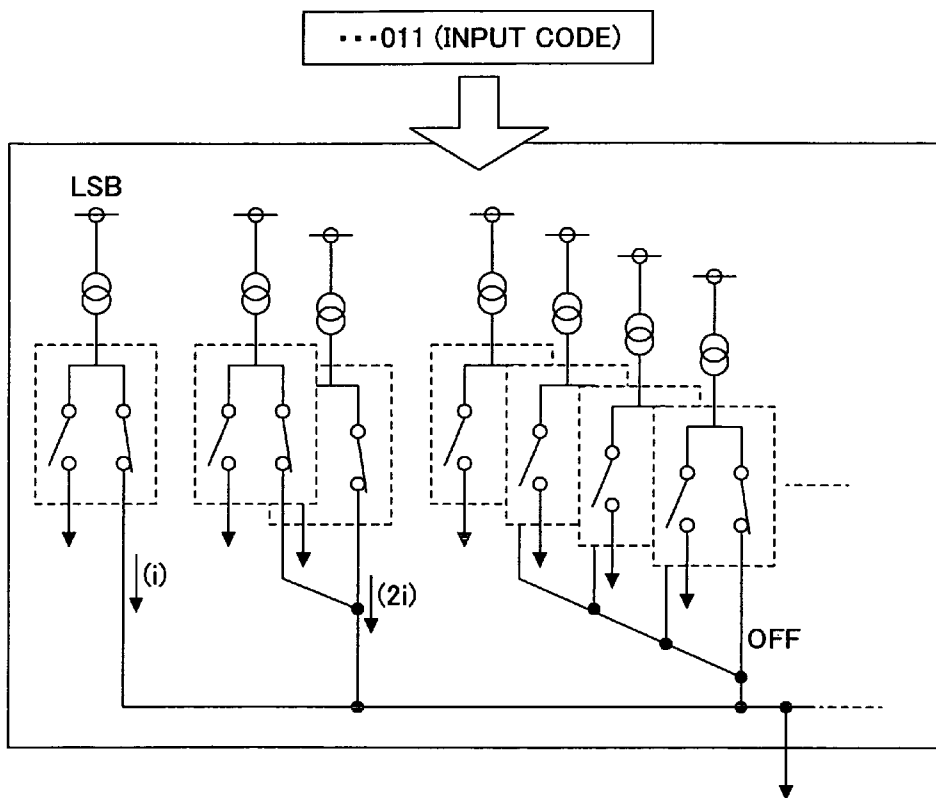 ···011 (INPUT CODE)
LSB
(i)
(2i)
OFF